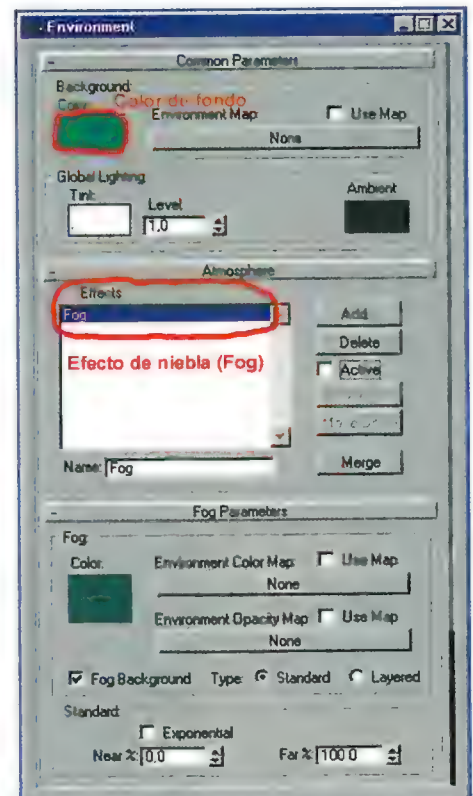 Environment
Common Parameters
Background:
Color: Color de fondo
Environment Map: Use Map
None
Global Lighting:
Tint: Level: Ambient:
1,0
Atmosphere
Effects:
Fog
Efecto de niebla (Fog)
Add...
Delete
Active
Merge
Name: Fog
Fog Parameters
Fog:
Color: Environment Color Map: Use Map
None
Environment Opacity Map: Use Map
None
Fog Background Type: Standard Layered
Standard:
Exponential
Near %: 0,0 Far %: 100,0